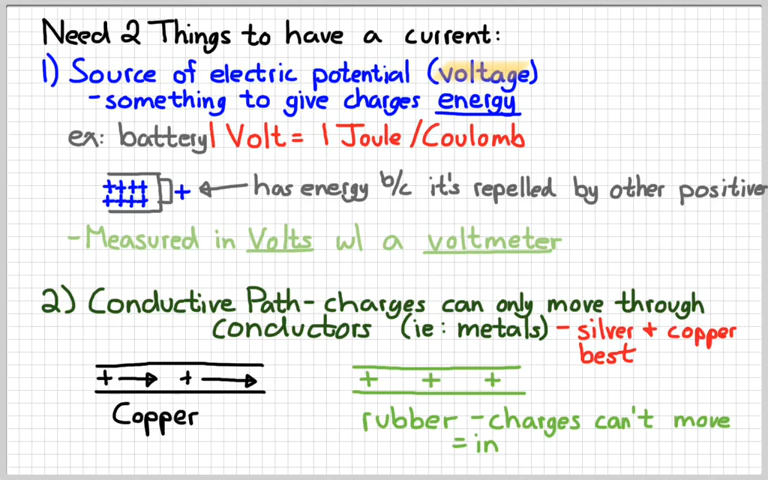 Need 2 Things to have a current:
1) Source of electric potential (voltage)
-something to give charges energy
ex: battery 1 Volt = 1 Joule/Coulomb
++++ + ← has energy b/c it's repelled by other positive
++++
-Measured in Volts w/ a voltmeter
2) Conductive Path- charges can only move through
conductors (ie: metals) - silver + copper
best
+ → + →
+ + +
Copper
rubber - charges can't move
= in